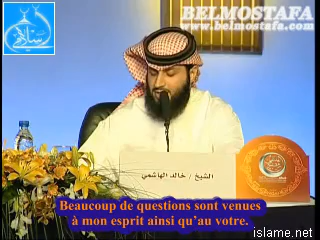 BELMOSTAFA
www.belmostafa.com
الشيخ / خالد الهاشمي
Beaucoup de questions sont venues
à mon esprit ainsi qu'au votre.
islame.net